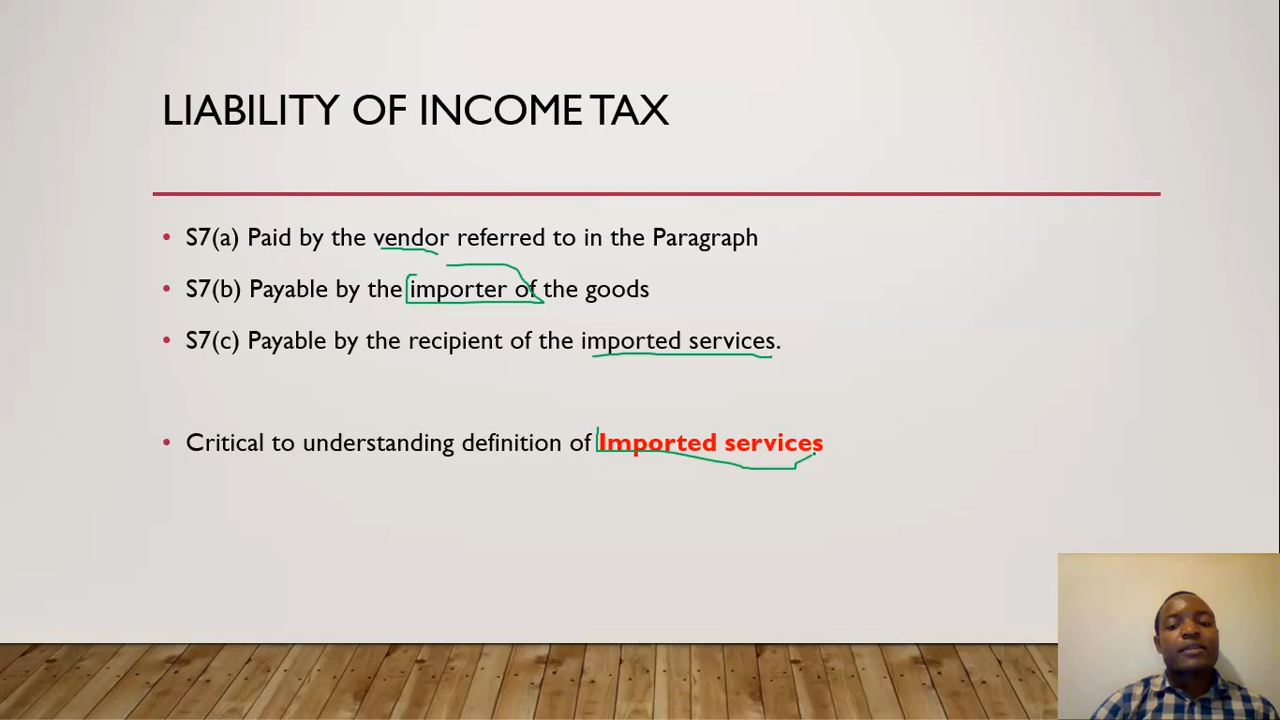 LIABILITY OF INCOME TAX
• S7(a) Paid by the vendor referred to in the Paragraph
• S7(b) Payable by the importer of the goods
• S7(c) Payable by the recipient of the imported services.
• Critical to understanding definition of Imported services